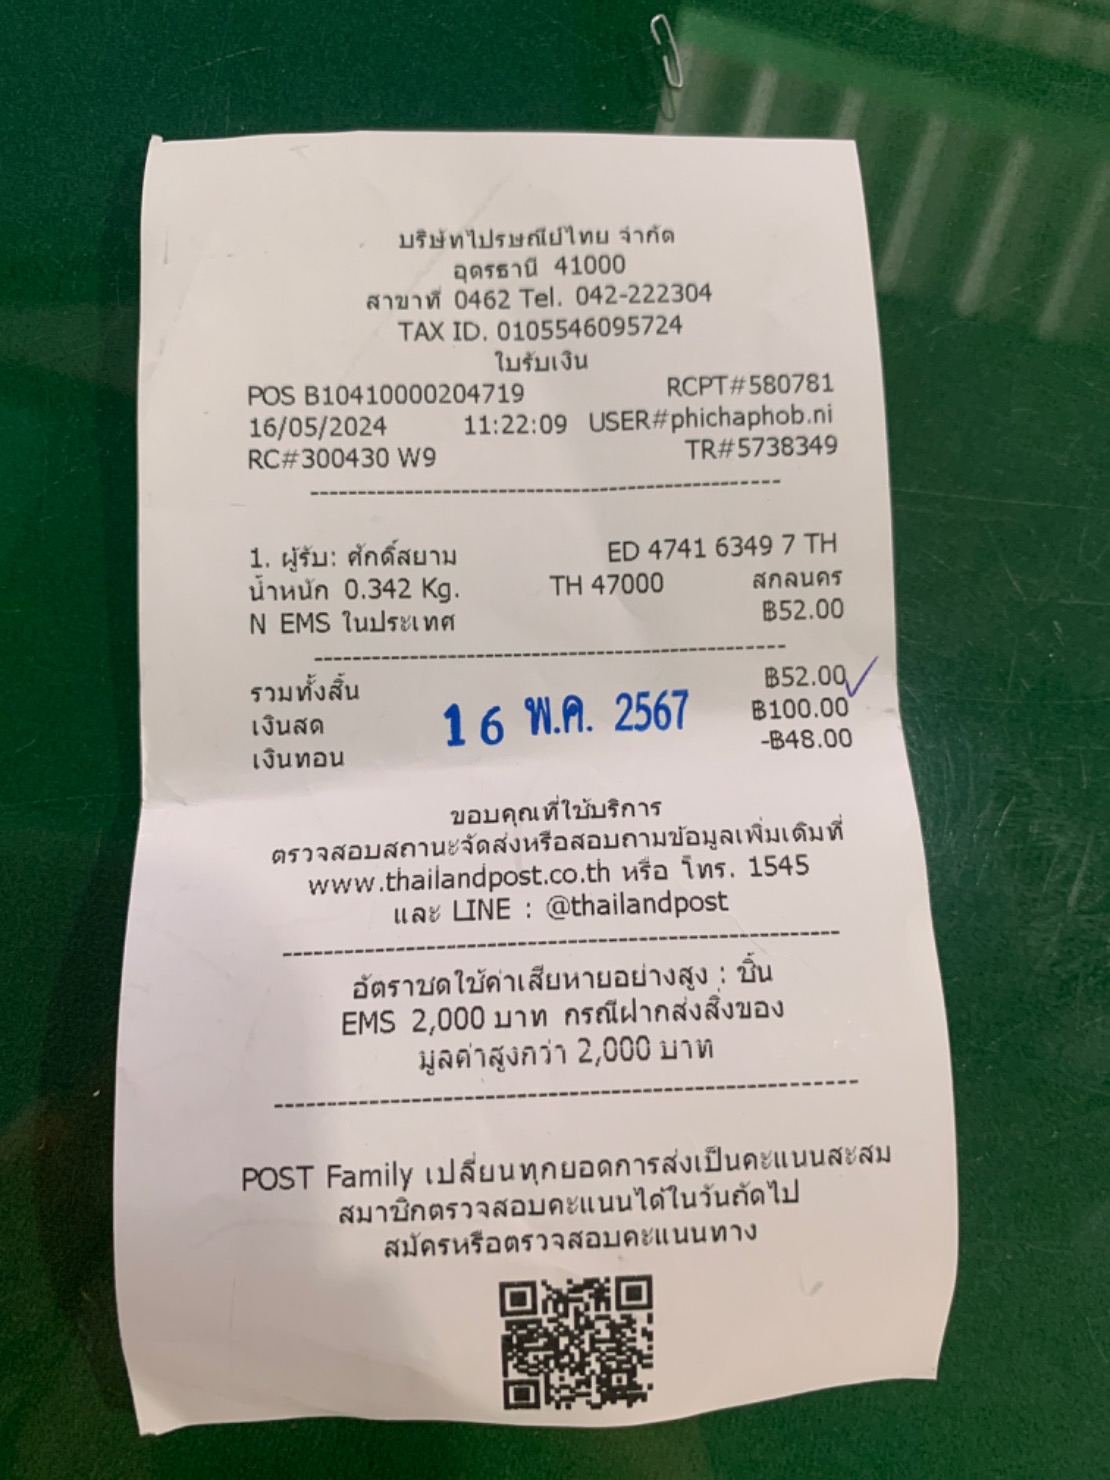 บริษัทไปรษณีย์ไทย จำกัด
อุดรธานี 41000
สาขาที่ 0462 Tel. 042-222304
TAX ID. 0105546095724
ใบรับเงิน
POS B10410000204719 RCPT#580781
16/05/2024 11:22:09 USER#phichaphob.ni
RC#300430 W9 TR#5738349
1. ผู้รับ: ศักดิ์สยาม ED 4741 6349 7 TH
น้ำหนัก 0.342 Kg. TH 47000 สกลนคร
N EMS ในประเทศ ฿52.00
รวมทั้งสิ้น ฿52.00
เงินสด ฿100.00
เงินทอน -฿48.00
16 พ.ค. 2567
ขอบคุณที่ใช้บริการ
ตรวจสอบสถานะจัดส่งหรือสอบถามข้อมูลเพิ่มเติมที่
www.thailandpost.co.th หรือ โทร. 1545
และ LINE : @thailandpost
อัตราชดใช้ค่าเสียหายอย่างสูง : ชิ้น
EMS 2,000 บาท กรณีฝากส่งสิ่งของ
มูลค่าสูงกว่า 2,000 บาท
POST Family เปลี่ยนทุกยอดการส่งเป็นคะแนนสะสม
สมาชิกตรวจสอบคะแนนได้ในวันถัดไป
สมัครหรือตรวจสอบคะแนนทาง